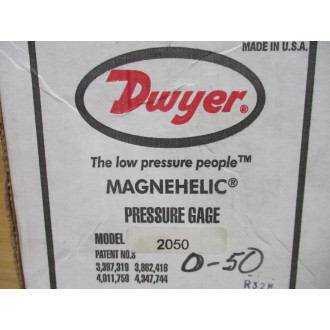 MADE IN U.S.A.
Dwyer®
The low pressure people™
MAGNEHELIC®
PRESSURE GAGE
MODEL 2050
PATENT NO.S 0-50
3,397,319 3,862,416
4,011,759 4,347,744 R32N